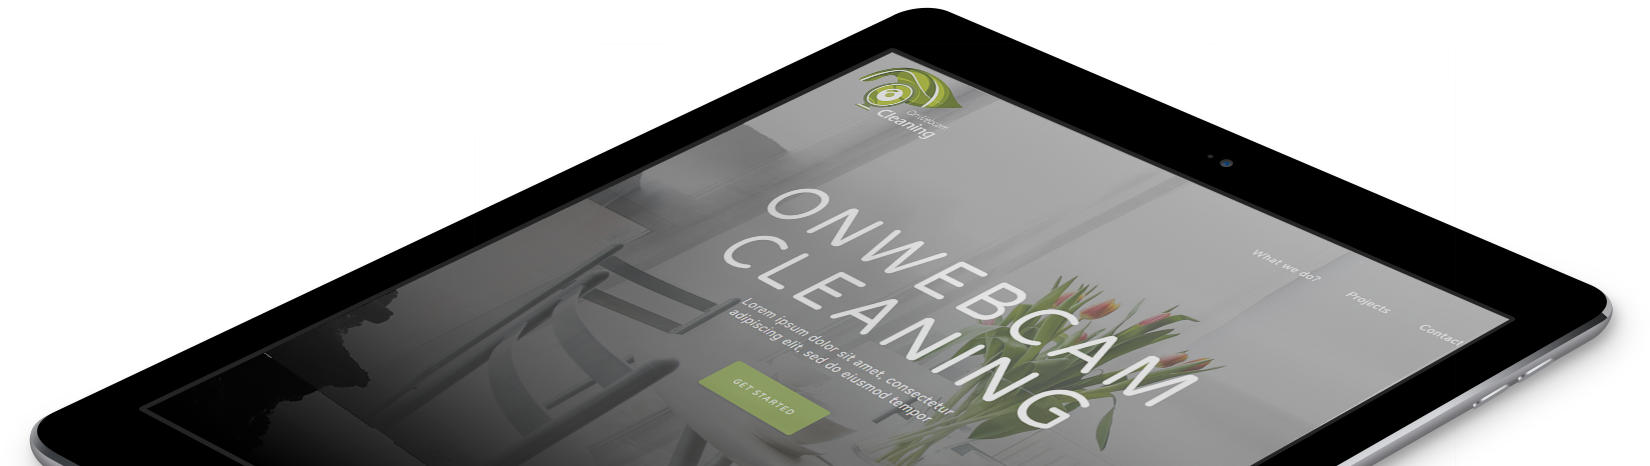 Onwebcam
Cleaning
What we do?
Projects
Contact
ONWEBCAM
CLEANING
Lorem ipsum dolor sit amet, consectetur
adipiscing elit, sed do eiusmod tempor
GET STARTED